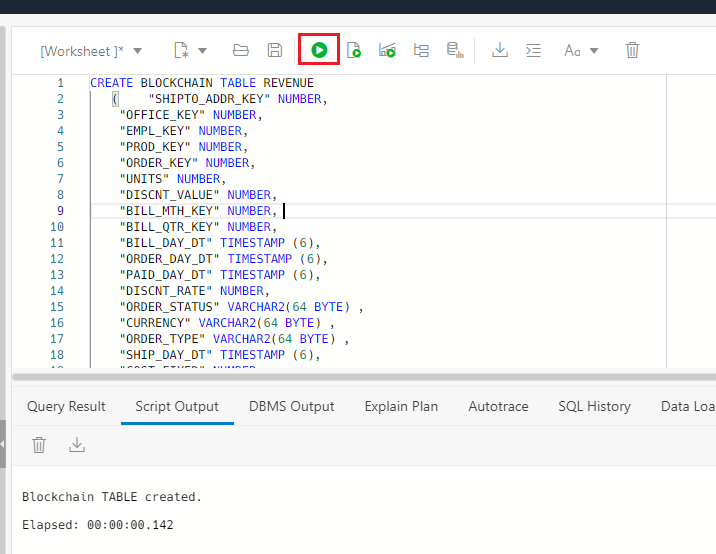 [Worksheet ]*
Aa
1 CREATE BLOCKCHAIN TABLE REVENUE
2 ( "SHIPTO_ADDR_KEY" NUMBER,
3 "OFFICE_KEY" NUMBER,
4 "EMPL_KEY" NUMBER,
5 "PROD_KEY" NUMBER,
6 "ORDER_KEY" NUMBER,
7 "UNITS" NUMBER,
8 "DISCNT_VALUE" NUMBER,
9 "BILL_MTH_KEY" NUMBER,
10 "BILL_QTR_KEY" NUMBER,
11 "BILL_DAY_DT" TIMESTAMP (6),
12 "ORDER_DAY_DT" TIMESTAMP (6),
13 "PAID_DAY_DT" TIMESTAMP (6),
14 "DISCNT_RATE" NUMBER,
15 "ORDER_STATUS" VARCHAR2(64 BYTE) ,
16 "CURRENCY" VARCHAR2(64 BYTE) ,
17 "ORDER_TYPE" VARCHAR2(64 BYTE) ,
18 "SHIP_DAY_DT" TIMESTAMP (6),
Query Result Script Output DBMS Output Explain Plan Autotrace SQL History Data Loa
Blockchain TABLE created.
Elapsed: 00:00:00.142